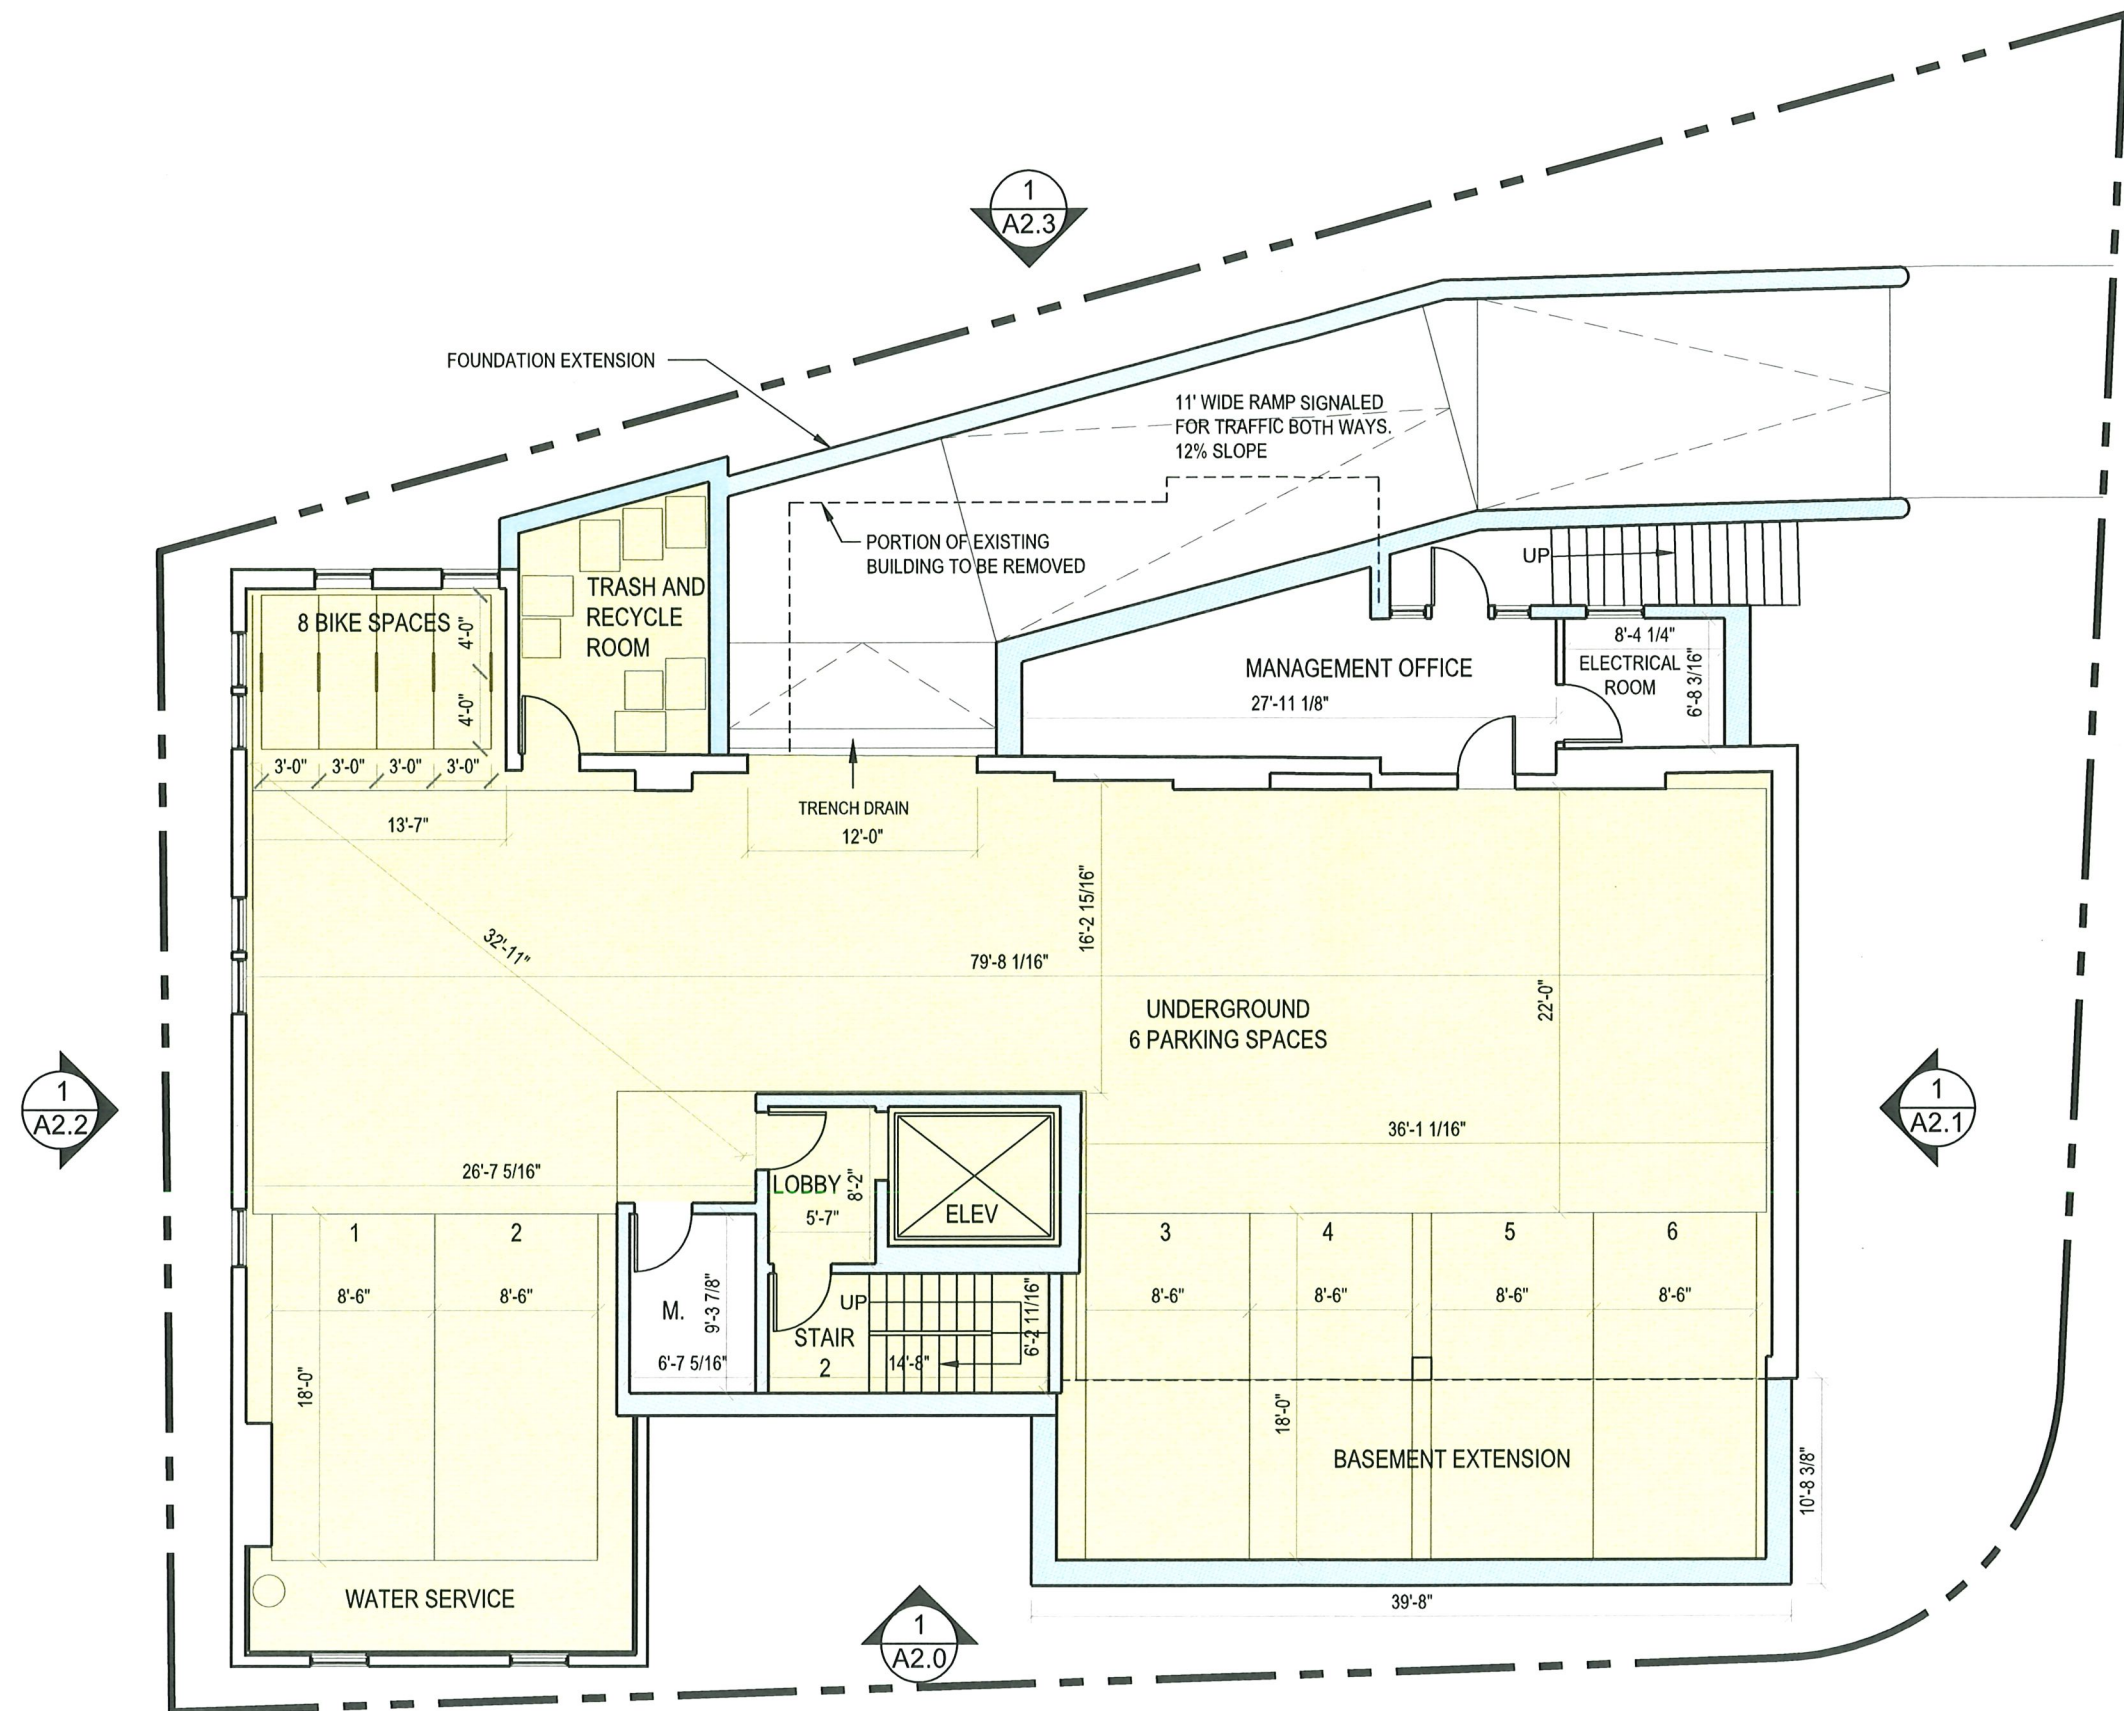 1
A2.3
FOUNDATION EXTENSION
11' WIDE RAMP SIGNALED
FOR TRAFFIC BOTH WAYS.
12% SLOPE
PORTION OF EXISTING
BUILDING TO BE REMOVED
UP
TRASH AND
RECYCLE
ROOM
8 BIKE SPACES
4'-0"
4'-0"
3'-0"
3'-0"
3'-0"
3'-0"
13'-7"
MANAGEMENT OFFICE
27'-11 1/8"
8'-4 1/4"
ELECTRICAL
ROOM
6'-8 3/16"
TRENCH DRAIN
12'-0"
16'-2 15/16"
32'-11"
79'-8 1/16"
22'-0"
UNDERGROUND
6 PARKING SPACES
1
A2.2
1
A2.1
36'-1 1/16"
26'-7 5/16"
LOBBY
8'-2"
5'-7"
ELEV
1
2
3
4
5
6
8'-6"
8'-6"
8'-6"
8'-6"
8'-6"
8'-6"
M.
9'-3 7/8"
6'-7 5/16"
UP
STAIR
2
14'-8"
6'-2 11/16"
18'-0"
18'-0"
BASEMENT EXTENSION
10'-8 3/8"
WATER SERVICE
39'-8"
1
A2.0